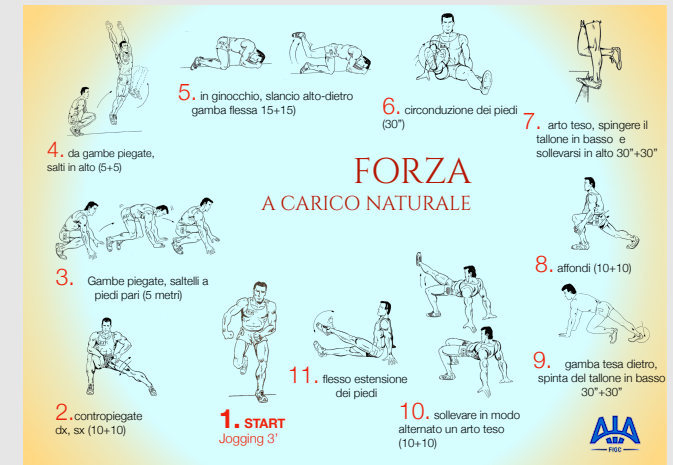 FORZA
A CARICO NATURALE
1. START
Jogging 3’
2.contropiegate
dx, sx (10+10)
3. Gambe piegate, saltelli a
piedi pari (5 metri)
4. da gambe piegate,
salti in alto (5+5)
5. in ginocchio, slancio alto-dietro
gamba flessa 15+15)
6. circonduzione dei piedi
(30”)
7. arto teso, spingere il
tallone in basso e
sollevarsi in alto 30”+30”
8. affondi (10+10)
9. gamba tesa dietro,
spinta del tallone in basso
30”+30”
10. sollevare in modo
alternato un arto teso
(10+10)
11. flesso estensione
dei piedi
AIA
FIGC